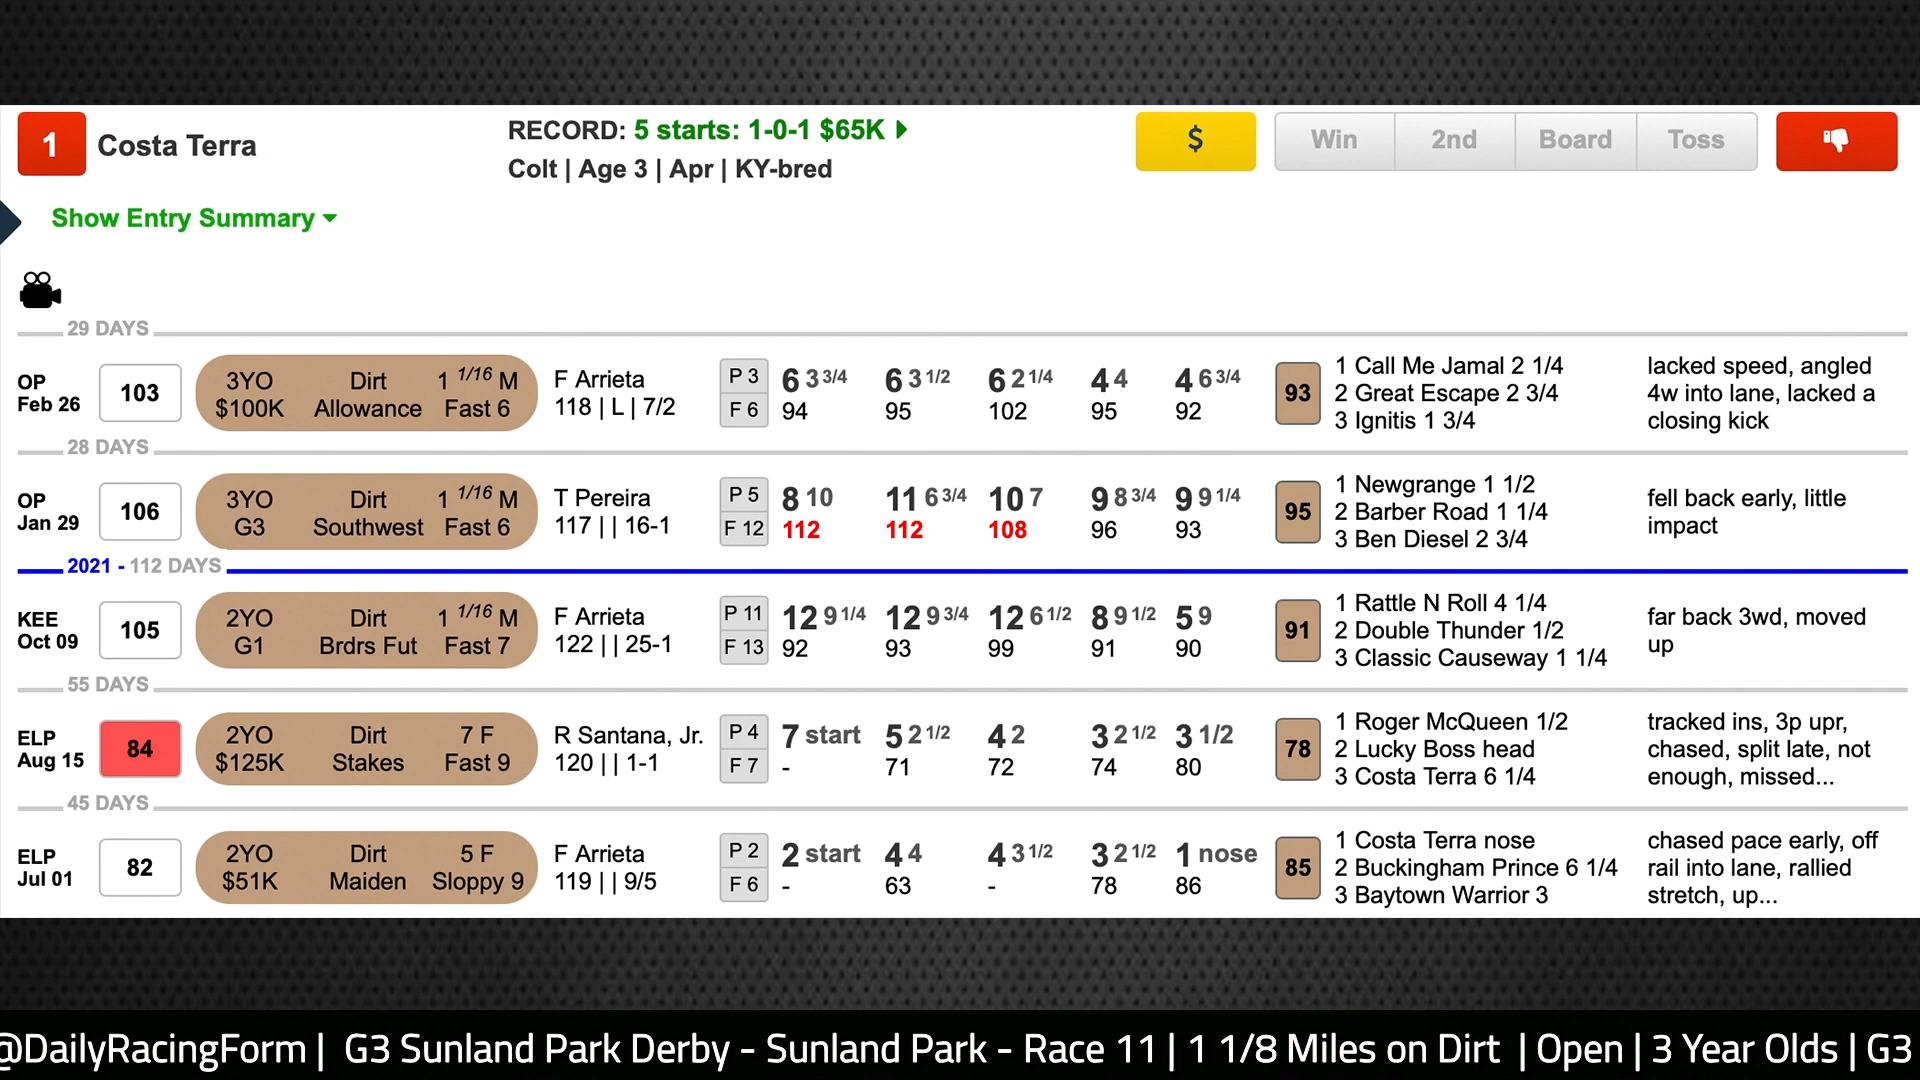 1 Costa Terra
RECORD: 5 starts: 1-0-1 $65K
Colt | Age 3 | Apr | KY-bred
$ Win 2nd Board Toss
Show Entry Summary
29 DAYS
OP
Feb 26
103
3YO Dirt 1 1/16 M
$100K Allowance Fast 6
F Arrieta
118 | L | 7/2
P 3
F 6
6 3 3/4 6 3 1/2 6 2 1/4 4 4 4 6 3/4
94 95 102 95 92
93
1 Call Me Jamal 2 1/4
2 Great Escape 2 3/4
3 Ignitis 1 3/4
lacked speed, angled
4w into lane, lacked a
closing kick
28 DAYS
OP
Jan 29
106
3YO Dirt 1 1/16 M
G3 Southwest Fast 6
T Pereira
117 | | 16-1
P 5
F 12
8 10 11 6 3/4 10 7 9 8 3/4 9 9 1/4
112 112 108 96 93
95
1 Newgrange 1 1/2
2 Barber Road 1 1/4
3 Ben Diesel 2 3/4
fell back early, little
impact
2021 - 112 DAYS
KEE
Oct 09
105
2YO Dirt 1 1/16 M
G1 Brdrs Fut Fast 7
F Arrieta
122 | | 25-1
P 11
F 13
12 9 1/4 12 9 3/4 12 6 1/2 8 9 1/2 5 9
92 93 99 91 90
91
1 Rattle N Roll 4 1/4
2 Double Thunder 1/2
3 Classic Causeway 1 1/4
far back 3wd, moved
up
55 DAYS
ELP
Aug 15
84
2YO Dirt 7 F
$125K Stakes Fast 9
R Santana, Jr.
120 | | 1-1
P 4
F 7
7 start 5 2 1/2 4 2 3 2 1/2 3 1/2
- 71 72 74 80
78
1 Roger McQueen 1/2
2 Lucky Boss head
3 Costa Terra 6 1/4
tracked ins, 3p upr,
chased, split late, not
enough, missed...
45 DAYS
ELP
Jul 01
82
2YO Dirt 5 F
$51K Maiden Sloppy 9
F Arrieta
119 | | 9/5
P 2
F 6
2 start 4 4 4 3 1/2 3 2 1/2 1 nose
- 63 - 78 86
85
1 Costa Terra nose
2 Buckingham Prince 6 1/4
3 Baytown Warrior 3
chased pace early, off
rail into lane, rallied
stretch, up...
@DailyRacingForm | G3 Sunland Park Derby - Sunland Park - Race 11 | 1 1/8 Miles on Dirt | Open | 3 Year Olds | G3